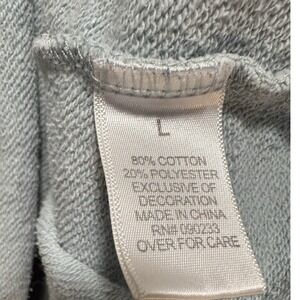 L
80% COTTON
20% POLYESTER
EXCLUSIVE OF
DECORATION
MADE IN CHINA
RN# 090233
OVER FOR CARE